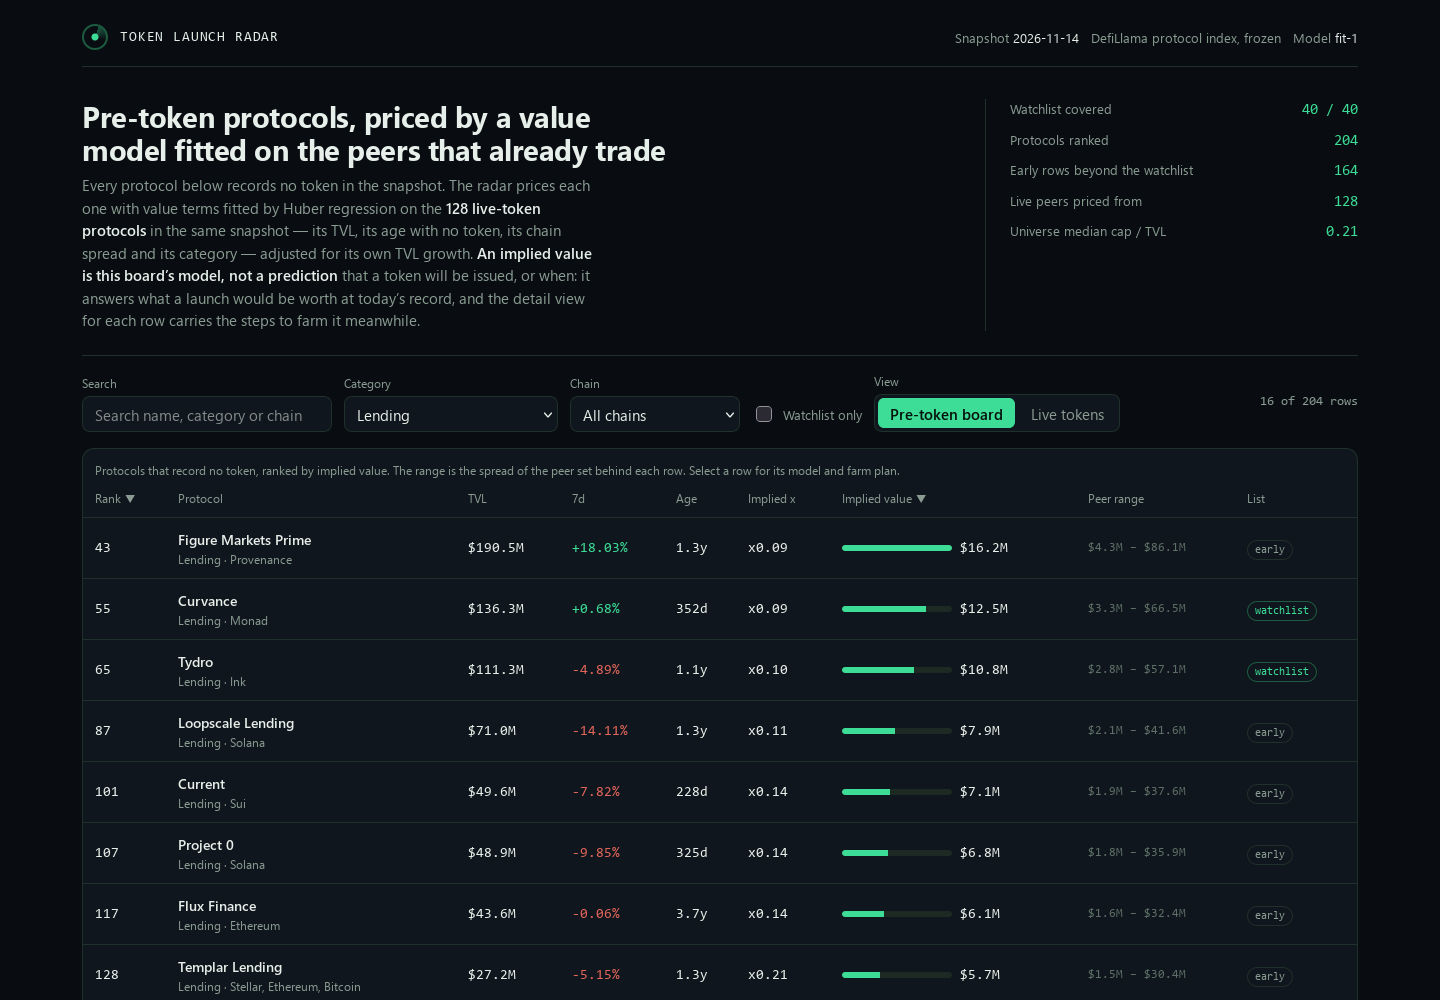 TOKEN LAUNCH RADAR
Snapshot 2026-11-14 DefiLlama protocol index, frozen Model fit-1
Pre-token protocols, priced by a value
model fitted on the peers that already trade
Every protocol below records no token in the snapshot. The radar prices each
one with value terms fitted by Huber regression on the 128 live-token
protocols in the same snapshot — its TVL, its age with no token, its chain
spread and its category — adjusted for its own TVL growth. An implied value
is this board's model, not a prediction that a token will be issued, or when: it
answers what a launch would be worth at today's record, and the detail view
for each row carries the steps to farm it meanwhile.
Watchlist covered 40 / 40
Protocols ranked 204
Early rows beyond the watchlist 164
Live peers priced from 128
Universe median cap / TVL 0.21
Search
Search name, category or chain
Category
Lending
Chain
All chains
Watchlist only
View
Pre-token board Live tokens
16 of 204 rows
Protocols that record no token, ranked by implied value. The range is the spread of the peer set behind each row. Select a row for its model and farm plan.
Rank ▼ Protocol TVL 7d Age Implied x Implied value ▼ Peer range List
43 Figure Markets Prime $190.5M +18.03% 1.3y x0.09 $16.2M $4.3M – $86.1M early
Lending · Provenance
55 Curvance $136.3M +0.68% 352d x0.09 $12.5M $3.3M – $66.5M watchlist
Lending · Monad
65 Tydro $111.3M -4.89% 1.1y x0.10 $10.8M $2.8M – $57.1M watchlist
Lending · Ink
87 Loopscale Lending $71.0M -14.11% 1.3y x0.11 $7.9M $2.1M – $41.6M early
Lending · Solana
101 Current $49.6M -7.82% 228d x0.14 $7.1M $1.9M – $37.6M early
Lending · Sui
107 Project 0 $48.9M -9.85% 325d x0.14 $6.8M $1.8M – $35.9M early
Lending · Solana
117 Flux Finance $43.6M -0.06% 3.7y x0.14 $6.1M $1.6M – $32.4M early
Lending · Ethereum
128 Templar Lending $27.2M -5.15% 1.3y x0.21 $5.7M $1.5M – $30.4M early
Lending · Stellar, Ethereum, Bitcoin